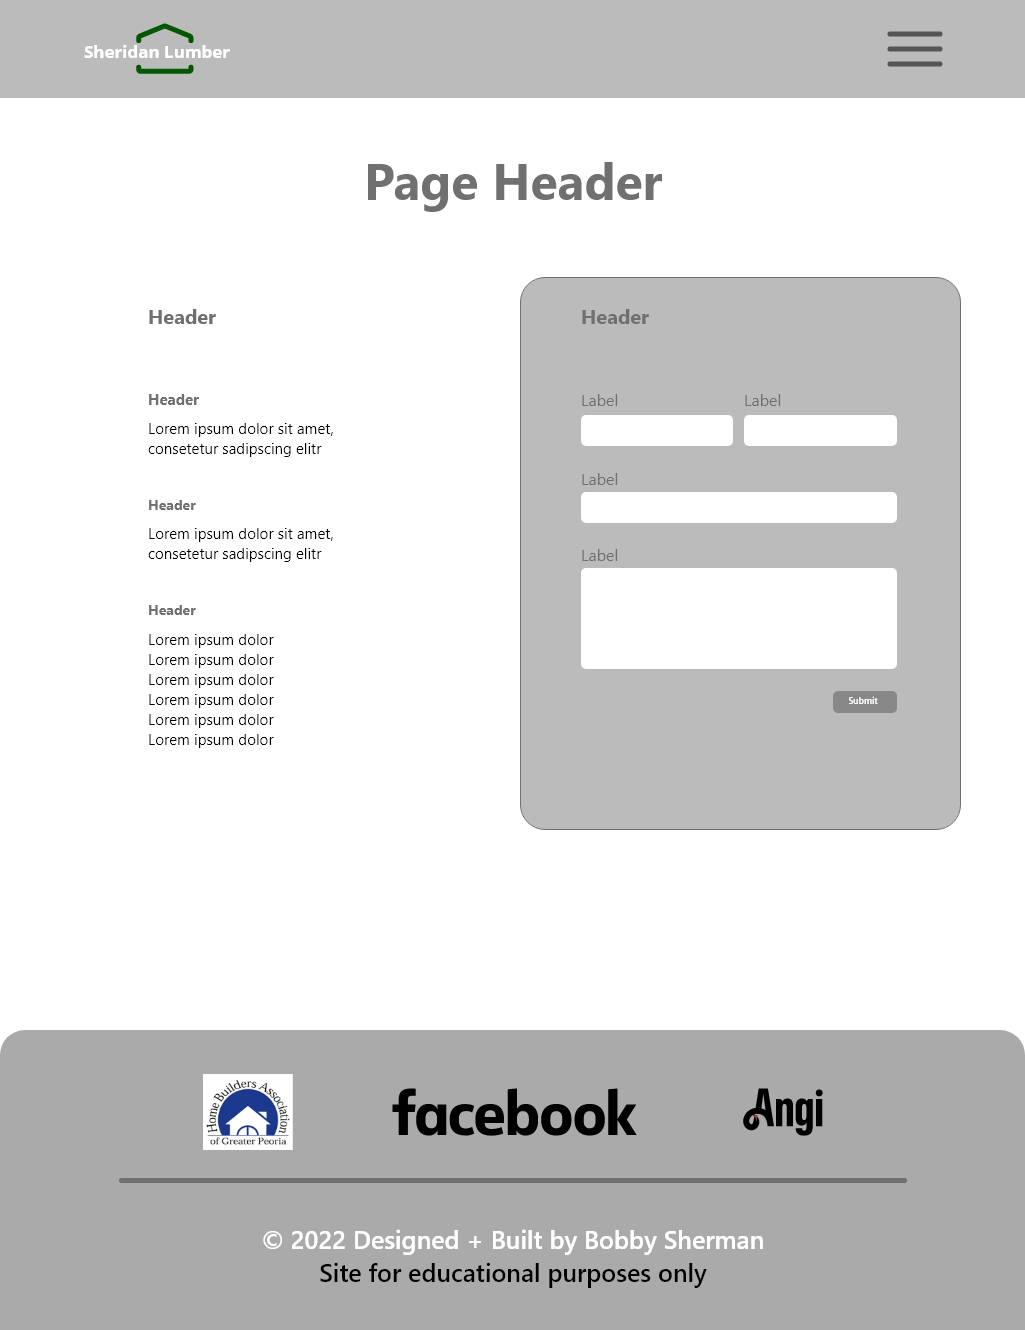 Sheridan Lumber
Page Header
Header
Header
Lorem ipsum dolor sit amet,
consetetur sadipscing elitr
Header
Lorem ipsum dolor sit amet,
consetetur sadipscing elitr
Header
Lorem ipsum dolor
Lorem ipsum dolor
Lorem ipsum dolor
Lorem ipsum dolor
Lorem ipsum dolor
Lorem ipsum dolor
Header
Label Label
Label
Label
Submit
Home Builders Association
of Greater Peoria
facebook
Angi
© 2022 Designed + Built by Bobby Sherman
Site for educational purposes only